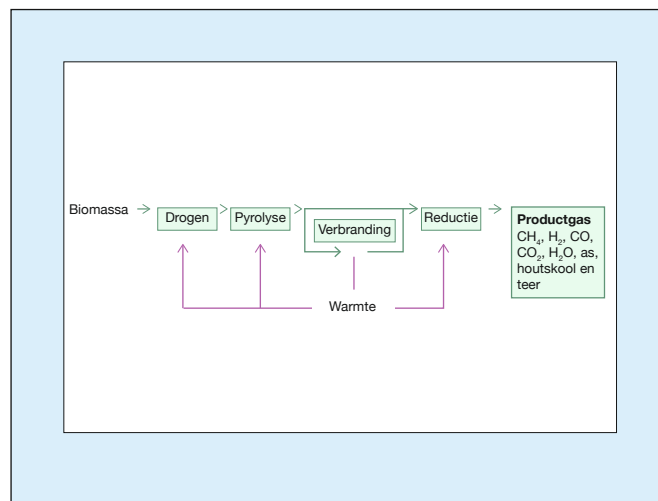 Biomassa
Drogen
Pyrolyse
Verbranding
Reductie
Productgas
CH₄, H₂, CO,
CO₂, H₂O, as,
houtskool en
teer
Warmte